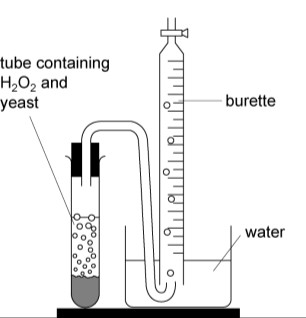 tube containing
H₂O₂ and
yeast
burette
water